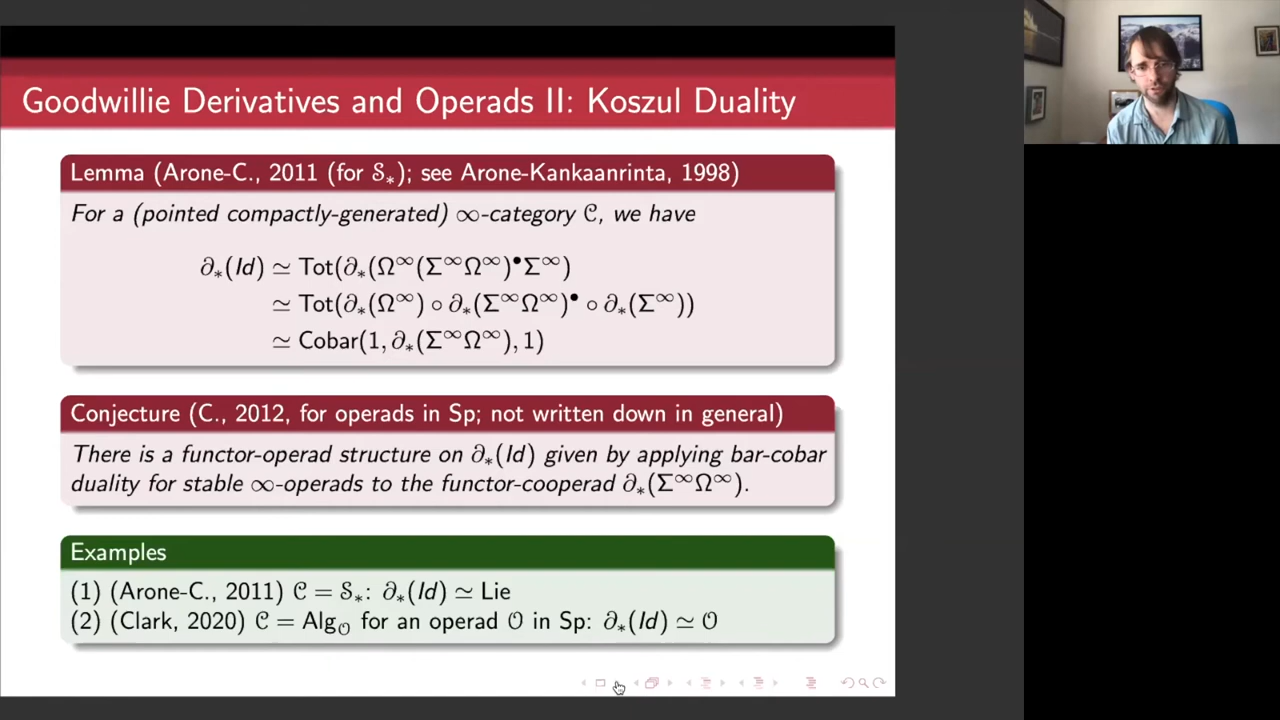 Goodwillie Derivatives and Operads II: Koszul Duality
Lemma (Arone-C., 2011 (for 𝒮∗); see Arone-Kankaanrinta, 1998)
For a (pointed compactly-generated) ∞-category 𝒞, we have
∂∗(Id) ≃ Tot(∂∗(Ω^∞(Σ^∞Ω^∞)^•Σ^∞)
≃ Tot(∂∗(Ω^∞) ∘ ∂∗(Σ^∞Ω^∞)^• ∘ ∂∗(Σ^∞))
≃ Cobar(1, ∂∗(Σ^∞Ω^∞), 1)
Conjecture (C., 2012, for operads in Sp; not written down in general)
There is a functor-operad structure on ∂∗(Id) given by applying bar-cobar
duality for stable ∞-operads to the functor-cooperad ∂∗(Σ^∞Ω^∞).
Examples
(1) (Arone-C., 2011) 𝒞 = 𝒮∗: ∂∗(Id) ≃ Lie
(2) (Clark, 2020) 𝒞 = Alg_𝒪 for an operad 𝒪 in Sp: ∂∗(Id) ≃ 𝒪